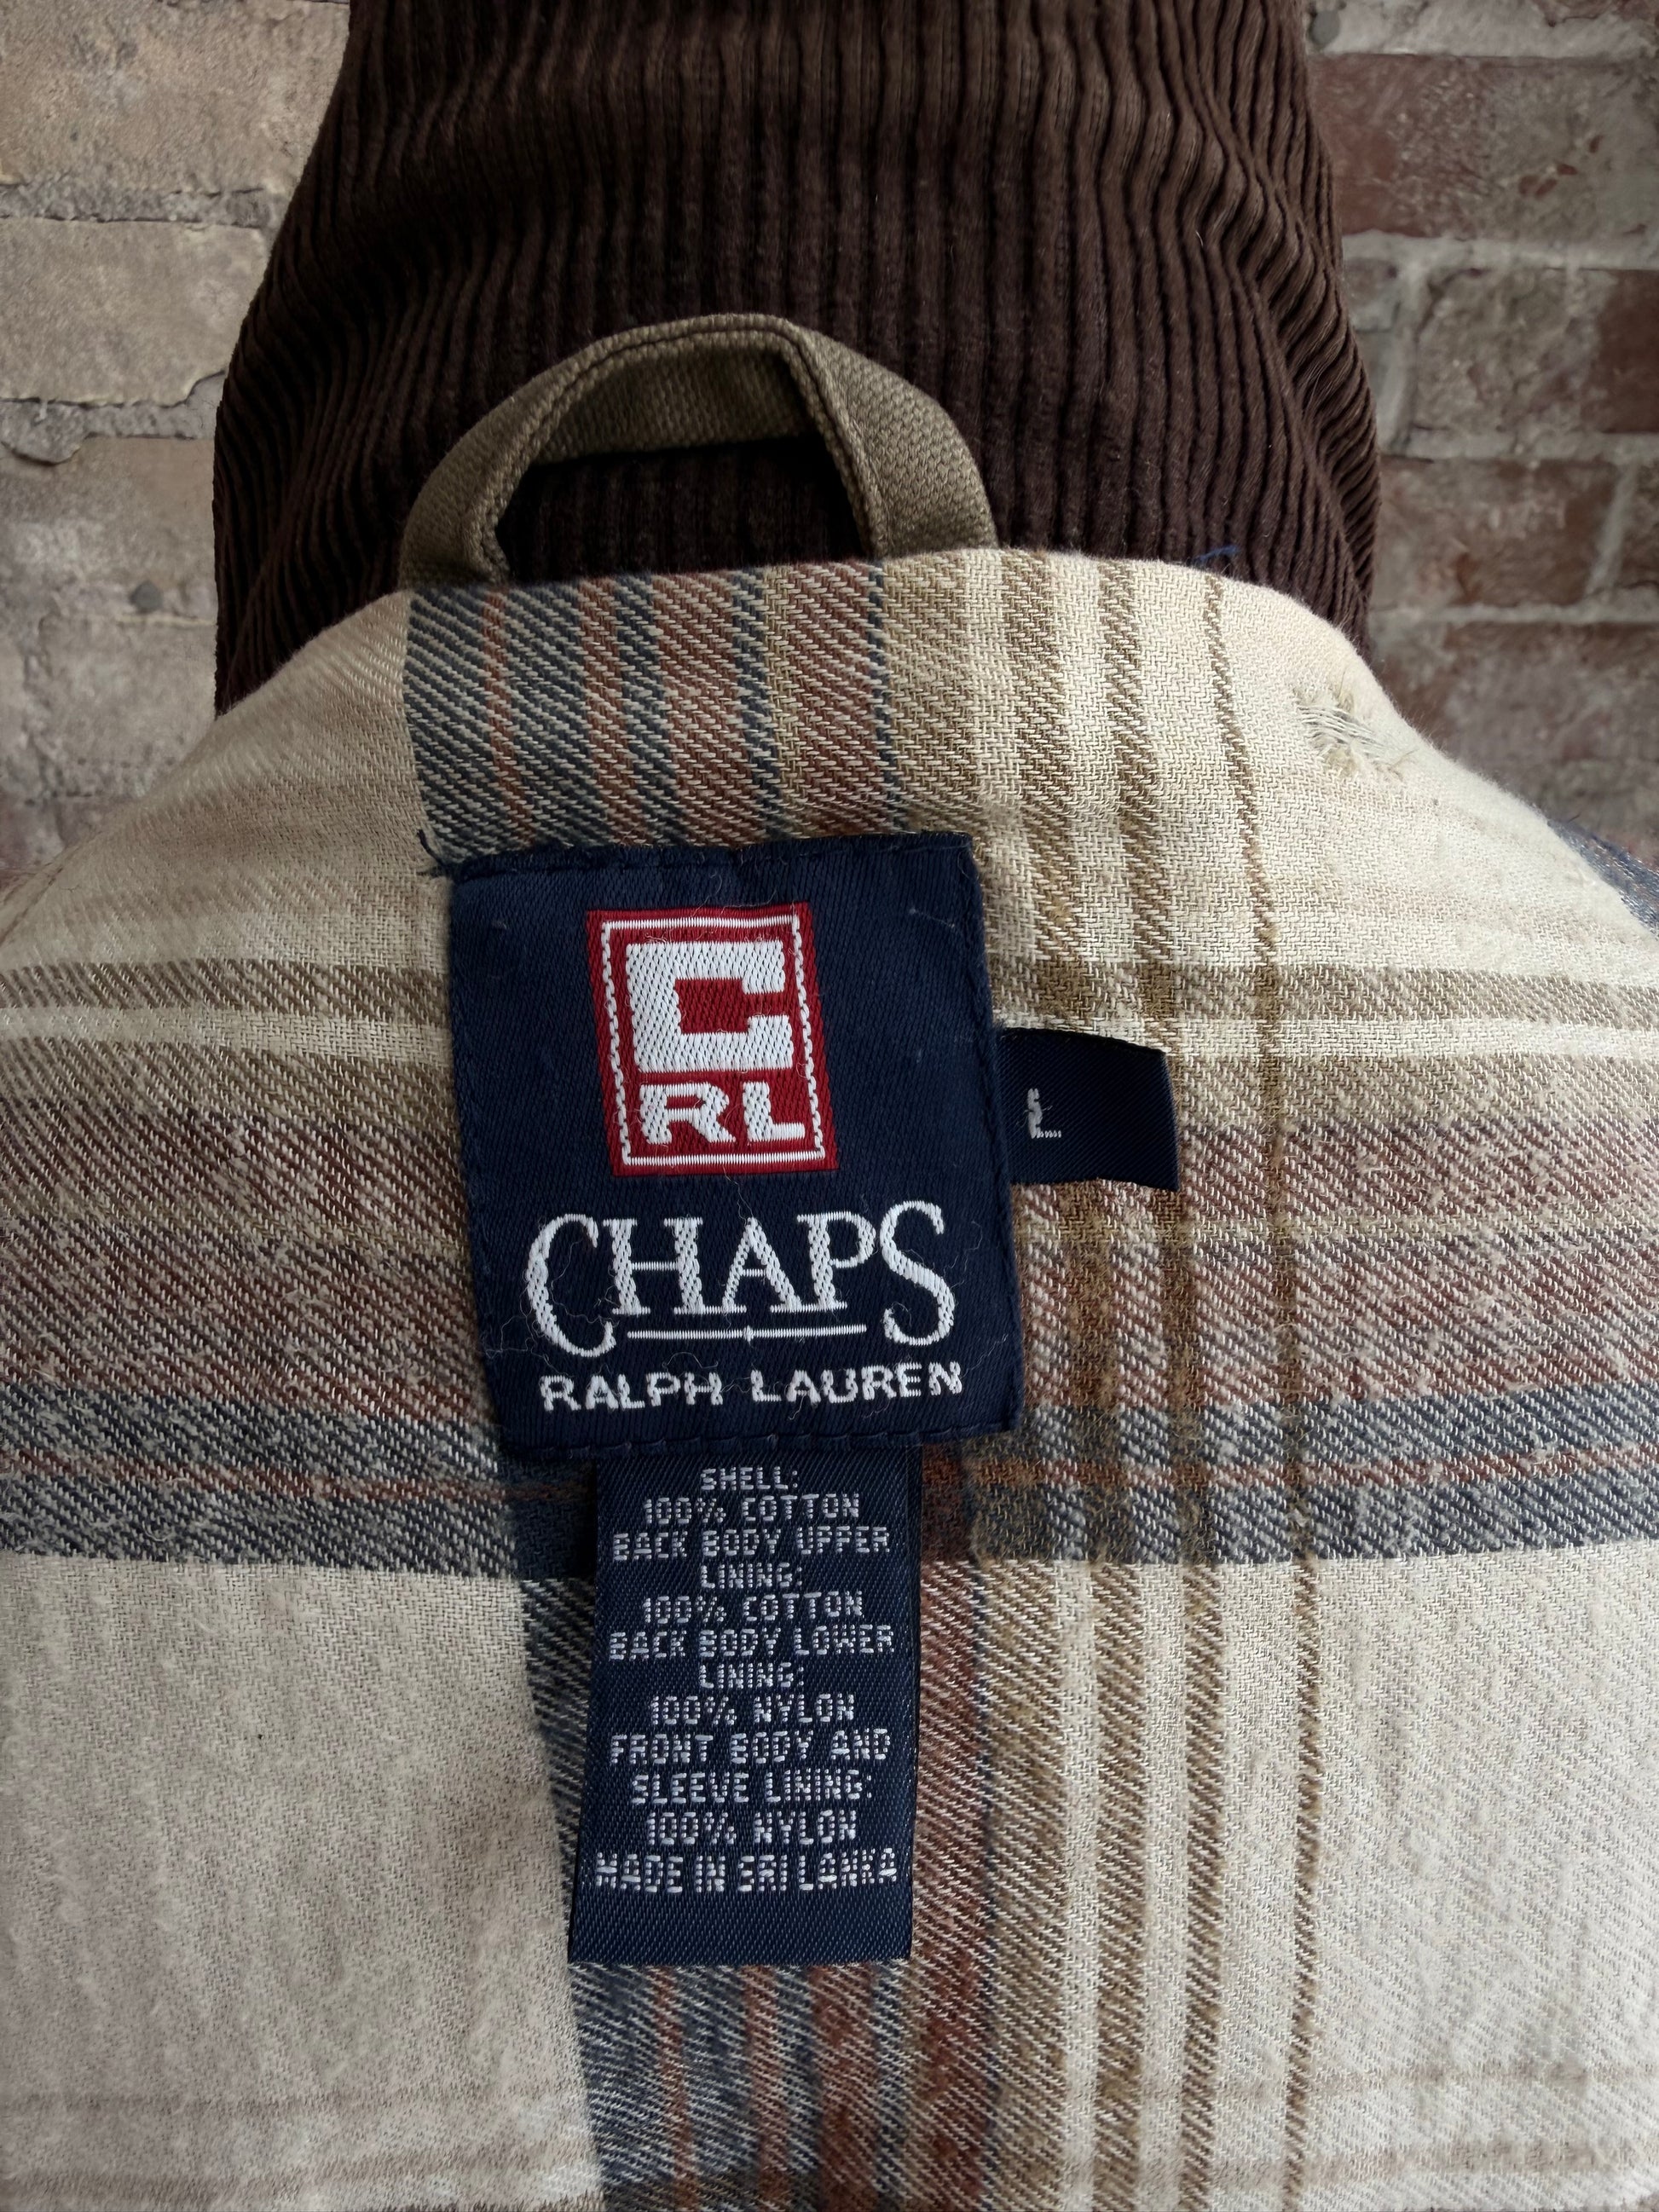 C
RL
CHAPS
RALPH LAUREN
L
SHELL:
100% COTTON
BACK BODY UPPER
LINING:
100% COTTON
BACK BODY LOWER
LINING:
100% NYLON
FRONT BODY AND
SLEEVE LINING:
100% NYLON
MADE IN SRI LANKA